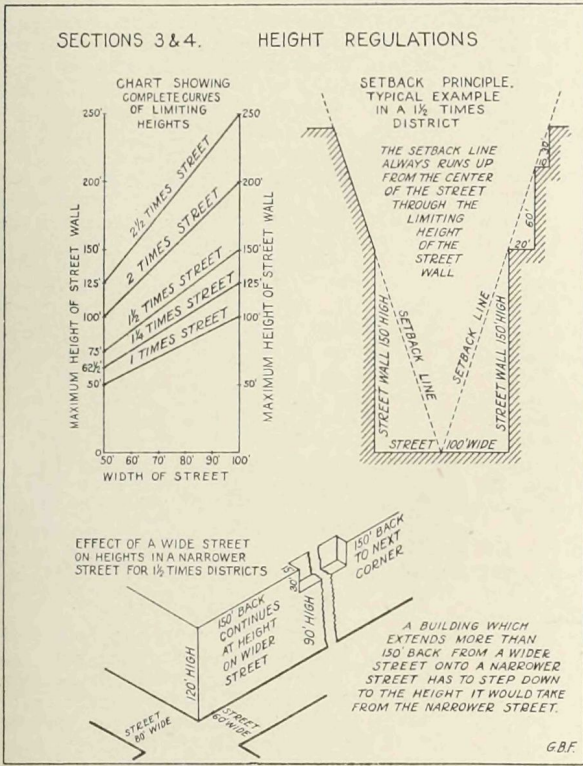 SECTIONS 3 & 4. HEIGHT REGULATIONS
CHART SHOWING
COMPLETE CURVES
OF LIMITING
HEIGHTS
250'
200'
150'
125'
100'
75'
62½'
50'
0
250
200'
150'
125'
100'
50'
MAXIMUM HEIGHT OF STREET WALL
MAXIMUM HEIGHT OF STREET WALL
2½ TIMES STREET
2 TIMES STREET
1½ TIMES STREET
1¼ TIMES STREET
1 TIMES STREET
50' 60' 70' 80' 90' 100'
WIDTH OF STREET
SETBACK PRINCIPLE.
TYPICAL EXAMPLE
IN A 1½ TIMES
DISTRICT
THE SETBACK LINE
ALWAYS RUNS UP
FROM THE CENTER
OF THE STREET
THROUGH THE
LIMITING
HEIGHT
OF THE
STREET
WALL
60'
20'
STREET WALL 150' HIGH
SETBACK LINE
SETBACK LINE
STREET WALL 150' HIGH
STREET 100' WIDE
EFFECT OF A WIDE STREET
ON HEIGHTS IN A NARROWER
STREET FOR 1½ TIMES DISTRICTS
120' HIGH
150' BACK
CONTINUES
AT HEIGHT
ON WIDER
STREET
30'
90' HIGH
150' BACK
TO NEXT
CORNER
STREET
80' WIDE
STREET
60' WIDE
A BUILDING WHICH
EXTENDS MORE THAN
150' BACK FROM A WIDER
STREET ONTO A NARROWER
STREET HAS TO STEP DOWN
TO THE HEIGHT IT WOULD TAKE
FROM THE NARROWER STREET.
G.B.F.